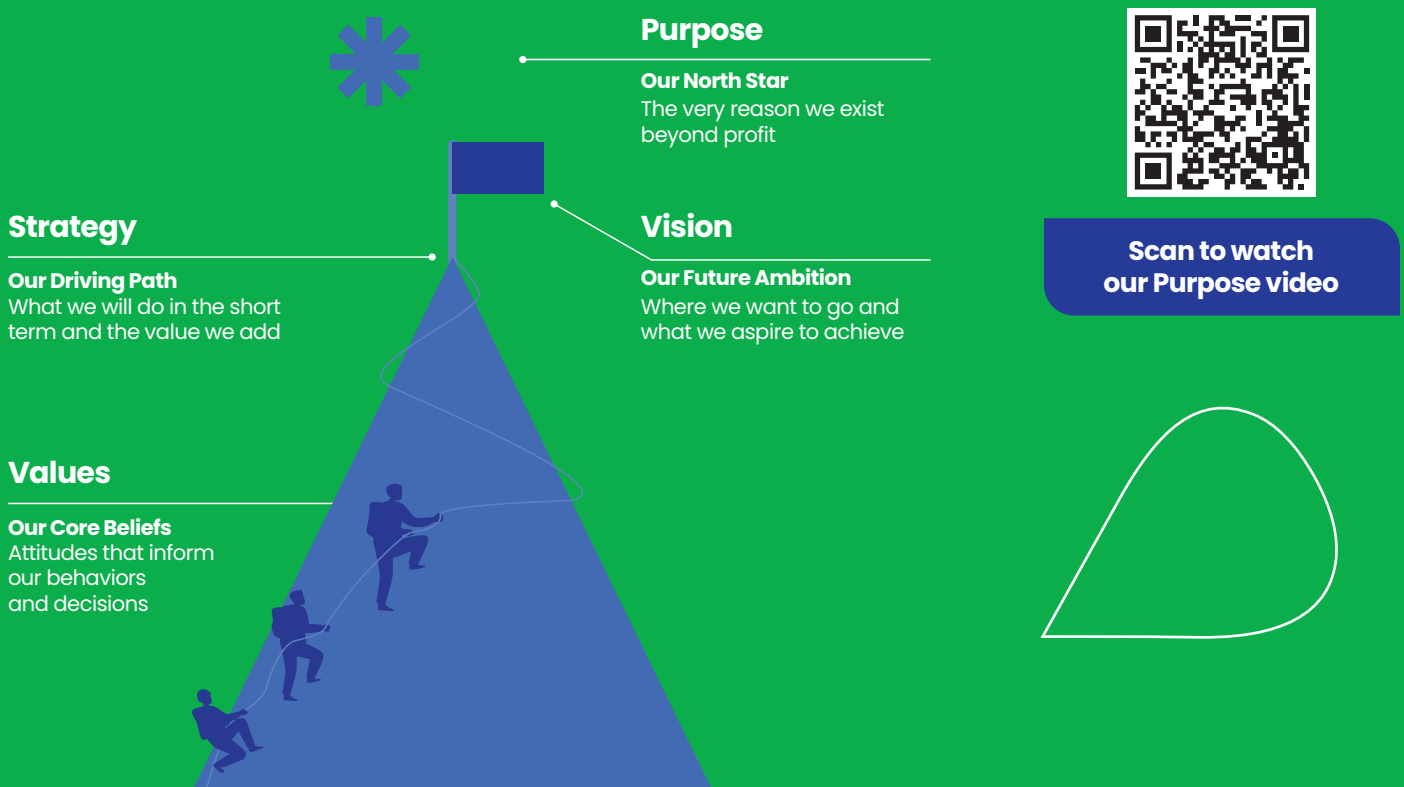 Purpose
Our North Star
The very reason we exist
beyond profit
Strategy
Our Driving Path
What we will do in the short
term and the value we add
Vision
Our Future Ambition
Where we want to go and
what we aspire to achieve
Values
Our Core Beliefs
Attitudes that inform
our behaviors
and decisions
Scan to watch
our Purpose video